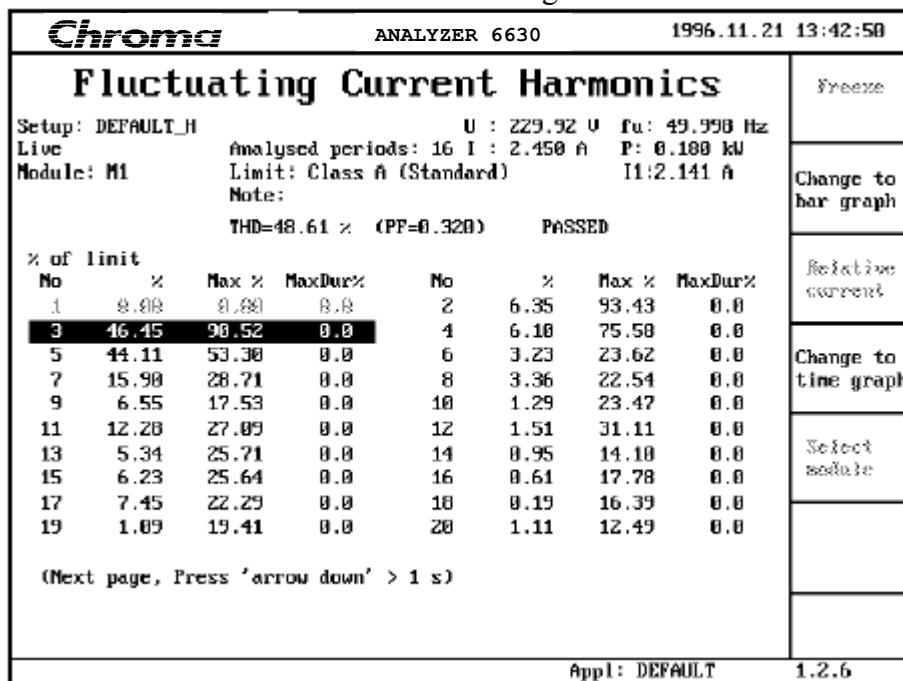 Chroma ANALYZER 6630 1996.11.21 13:42:50
Fluctuating Current Harmonics
Freeze
Setup: DEFAULT_H U : 229.92 V fu: 49.998 Hz
Live Analysed periods: 16 I : 2.450 A P: 0.180 kW
Module: M1 Limit: Class A (Standard) I1:2.141 A
Note:
Change to
bar graph
THD=48.61 % (PF=0.320) PASSED
% of limit
No % Max % MaxDur% No % Max % MaxDur%
1 0.00 0.00 0.0 2 6.35 93.43 0.0
3 46.45 90.52 0.0 4 6.10 75.58 0.0
5 44.11 53.30 0.0 6 3.23 23.62 0.0
7 15.90 28.71 0.0 8 3.36 22.54 0.0
9 6.55 17.53 0.0 10 1.29 23.47 0.0
11 12.28 27.09 0.0 12 1.51 31.11 0.0
13 5.34 25.71 0.0 14 0.95 14.10 0.0
15 6.23 25.64 0.0 16 0.61 17.78 0.0
17 7.45 22.29 0.0 18 0.19 16.39 0.0
19 1.09 19.41 0.0 20 1.11 12.49 0.0
Relative
current
Change to
time graph
Select
module
(Next page, Press 'arrow down' > 1 s)
Appl: DEFAULT 1.2.6